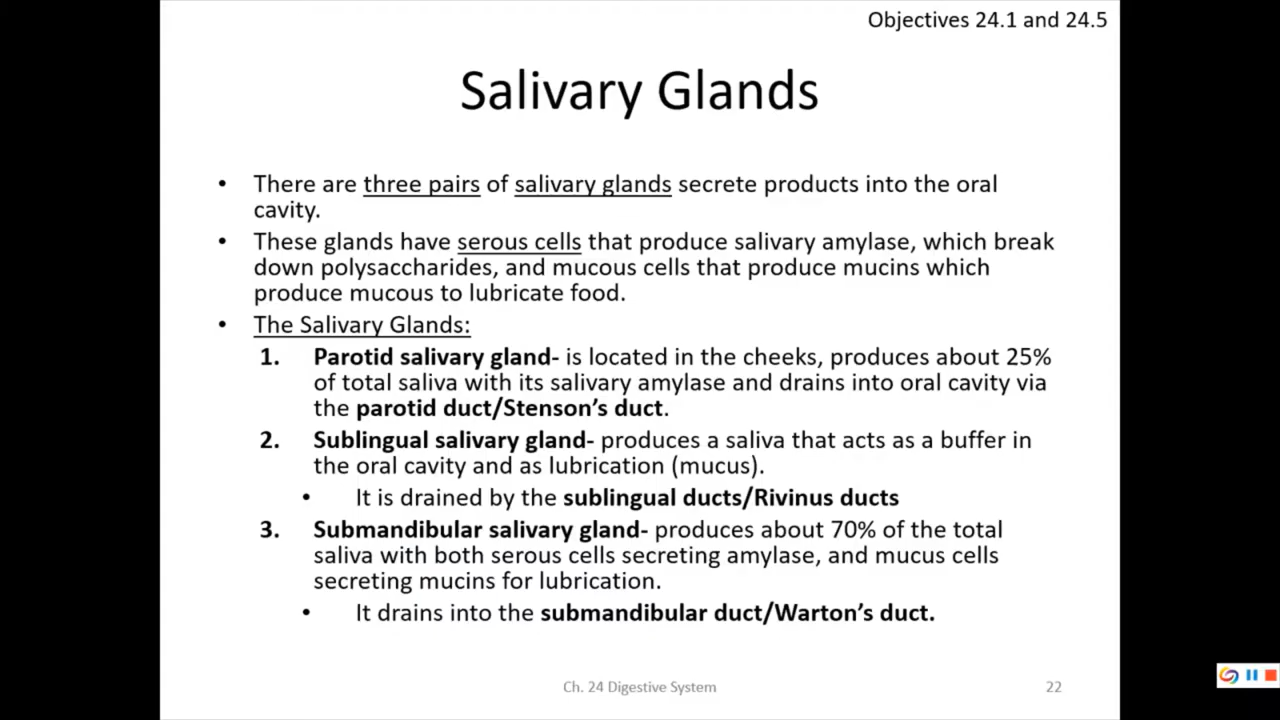 Objectives 24.1 and 24.5
Salivary Glands
• There are three pairs of salivary glands secrete products into the oral
cavity.
• These glands have serous cells that produce salivary amylase, which break
down polysaccharides, and mucous cells that produce mucins which
produce mucous to lubricate food.
• The Salivary Glands:
1. Parotid salivary gland- is located in the cheeks, produces about 25%
of total saliva with its salivary amylase and drains into oral cavity via
the parotid duct/Stenson’s duct.
2. Sublingual salivary gland- produces a saliva that acts as a buffer in
the oral cavity and as lubrication (mucus).
• It is drained by the sublingual ducts/Rivinus ducts
3. Submandibular salivary gland- produces about 70% of the total
saliva with both serous cells secreting amylase, and mucus cells
secreting mucins for lubrication.
• It drains into the submandibular duct/Warton’s duct.
Ch. 24 Digestive System
22